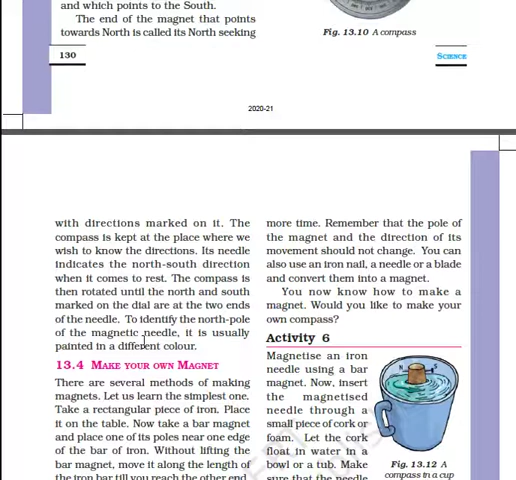 and which points to the South.
The end of the magnet that points
towards North is called its North seeking
Fig. 13.10 A compass
130
SCIENCE
2020-21
with directions marked on it. The
compass is kept at the place where we
wish to know the directions. Its needle
indicates the north-south direction
when it comes to rest. The compass is
then rotated until the north and south
marked on the dial are at the two ends
of the needle. To identify the north-pole
of the magnetic needle, it is usually
painted in a different colour.
13.4 MAKE YOUR OWN MAGNET
There are several methods of making
magnets. Let us learn the simplest one.
Take a rectangular piece of iron. Place
it on the table. Now take a bar magnet
and place one of its poles near one edge
of the bar of iron. Without lifting the
bar magnet, move it along the length of
the iron bar till you reach the other end.
more time. Remember that the pole of
the magnet and the direction of its
movement should not change. You can
also use an iron nail, a needle or a blade
and convert them into a magnet.
You now know how to make a
magnet. Would you like to make your
own compass?
Activity 6
Magnetise an iron
needle using a bar
magnet. Now, insert
the magnetised
needle through a
small piece of cork or
foam. Let the cork
float in water in a
bowl or a tub. Make
sure that the needle
N S
Fig. 13.12 A
compass in a cup